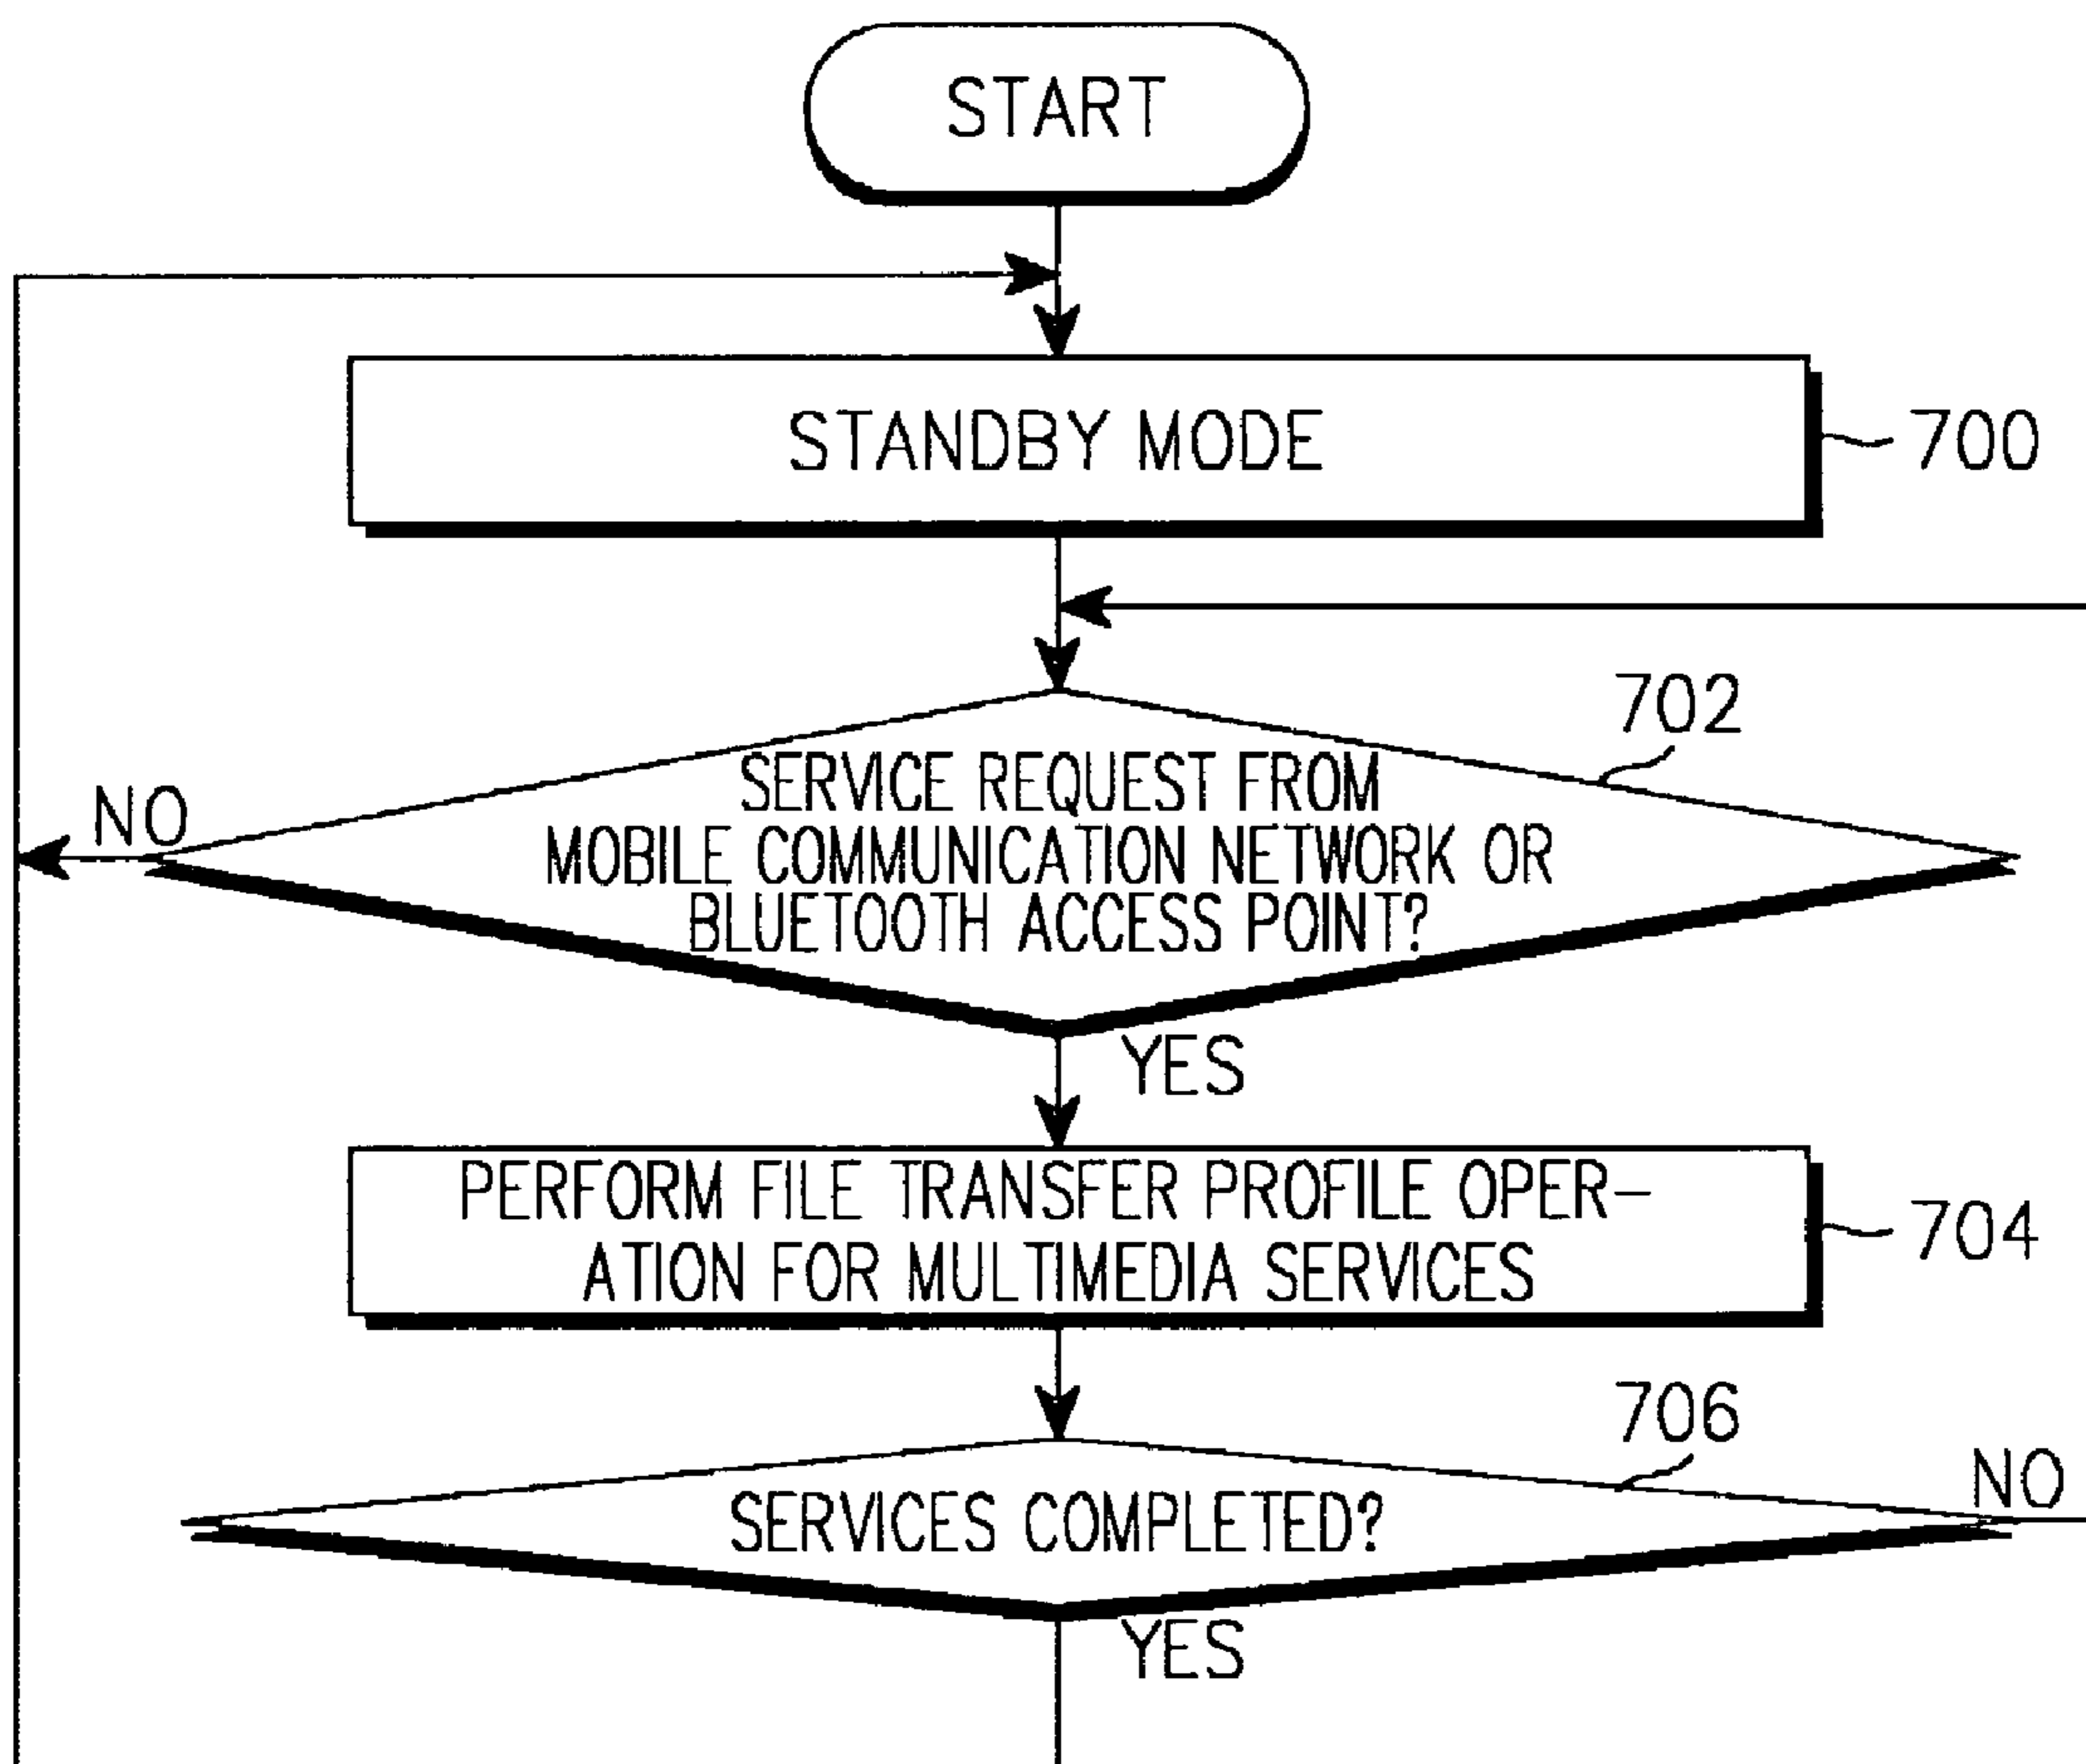 START
STANDBY MODE
700
702
SERVICE REQUEST FROM
MOBILE COMMUNICATION NETWORK OR
BLUETOOTH ACCESS POINT?
NO
YES
PERFORM FILE TRANSFER PROFILE OPER-
ATION FOR MULTIMEDIA SERVICES
704
706
SERVICES COMPLETED?
NO
YES